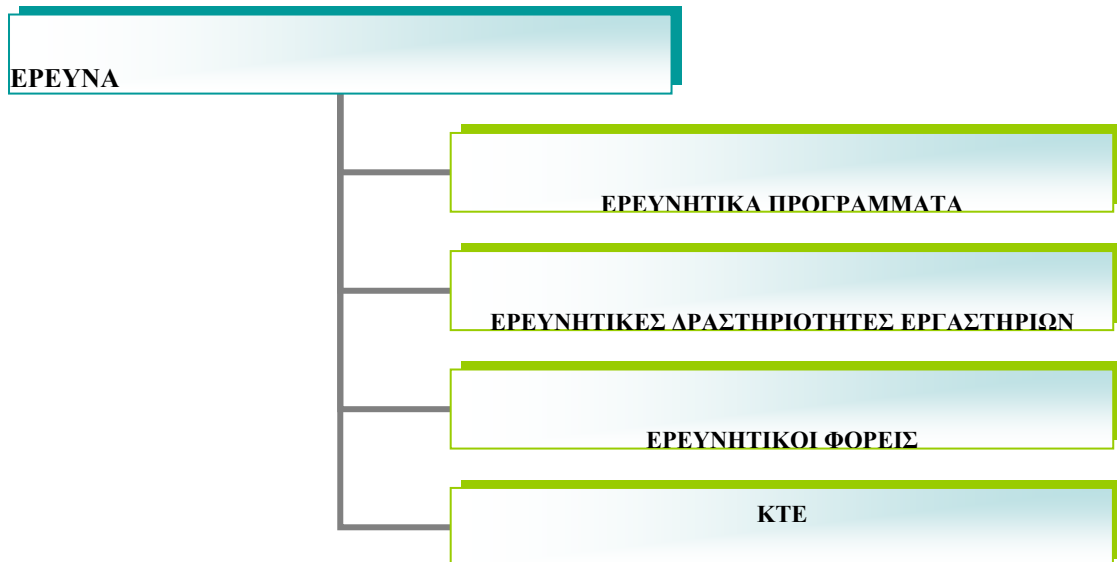 ΕΡΕΥΝΑ
ΕΡΕΥΝΗΤΙΚΑ ΠΡΟΓΡΑΜΜΑΤΑ
ΕΡΕΥΝΗΤΙΚΕΣ ΔΡΑΣΤΗΡΙΟΤΗΤΕΣ ΕΡΓΑΣΤΗΡΙΩΝ
ΕΡΕΥΝΗΤΙΚΟΙ ΦΟΡΕΙΣ
ΚΤΕ